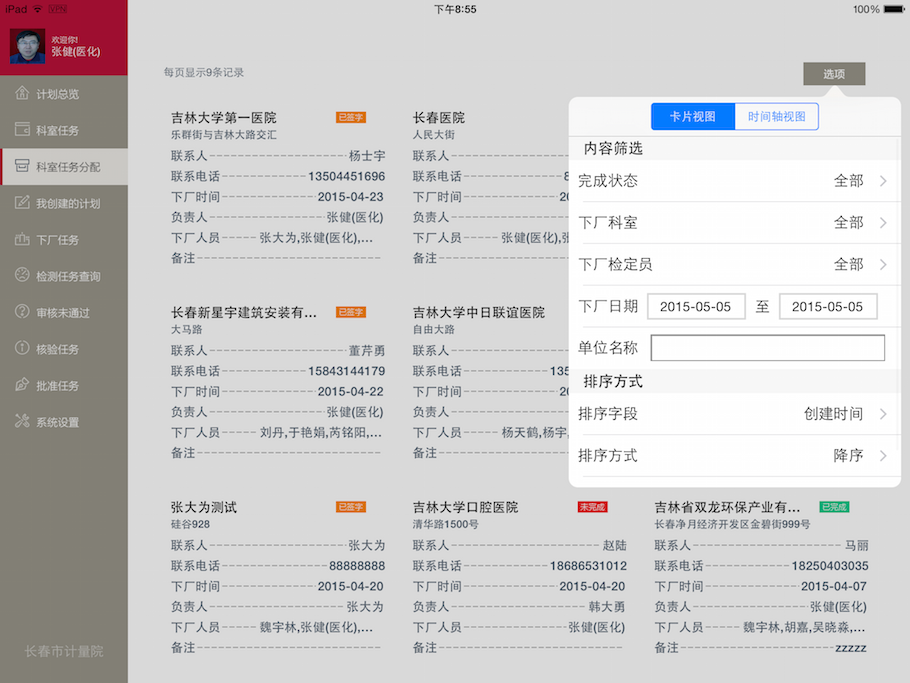 iPad
下午8:55
100%
欢迎你!
张健(医化)
计划总览
科室任务
科室任务分配
我创建的计划
下厂任务
检测任务查询
审核未通过
核验任务
批准任务
系统设置
长春市计量院
每页显示9条记录
选项
吉林大学第一医院 已签字
乐群街与吉林大路交汇
联系人 杨士宇
联系电话 13504451696
下厂时间 2015-04-23
负责人 张健(医化)
下厂人员 张大为,张健(医化),...
备注
长春医院
人民大街
联系人
联系电话 8
下厂时间 20
负责人
下厂人员 张健(医化),张
备注
长春新星宇建筑安装有... 已签字
大马路
联系人 董芹勇
联系电话 15843144179
下厂时间 2015-04-22
负责人 张健(医化)
下厂人员 刘丹,于艳娟,芮铭阳,...
备注
吉林大学中日联谊医院
自由大路
联系人
联系电话 135
下厂时间 20
负责人
下厂人员 杨天鹤,杨宇,
备注
张大为测试 已签字
硅谷928
联系人 张大为
联系电话 88888888
下厂时间 2015-04-20
负责人 张大为
下厂人员 魏宇林,张健(医化),...
备注
吉林大学口腔医院 未完成
清华路1500号
联系人 赵陆
联系电话 18686531012
下厂时间 2015-04-20
负责人 韩大勇
下厂人员 张健(医化)
备注
吉林省双龙环保产业有... 已完成
长春净月经济开发区金碧街999号
联系人 马丽
联系电话 18250403035
下厂时间 2015-04-07
负责人 张健(医化)
下厂人员 魏宇林,胡嘉,吴晓淼,...
备注 zzzzz
卡片视图 时间轴视图
内容筛选
完成状态 全部
下厂科室 全部
下厂检定员 全部
下厂日期 2015-05-05 至 2015-05-05
单位名称
排序方式
排序字段 创建时间
排序方式 降序